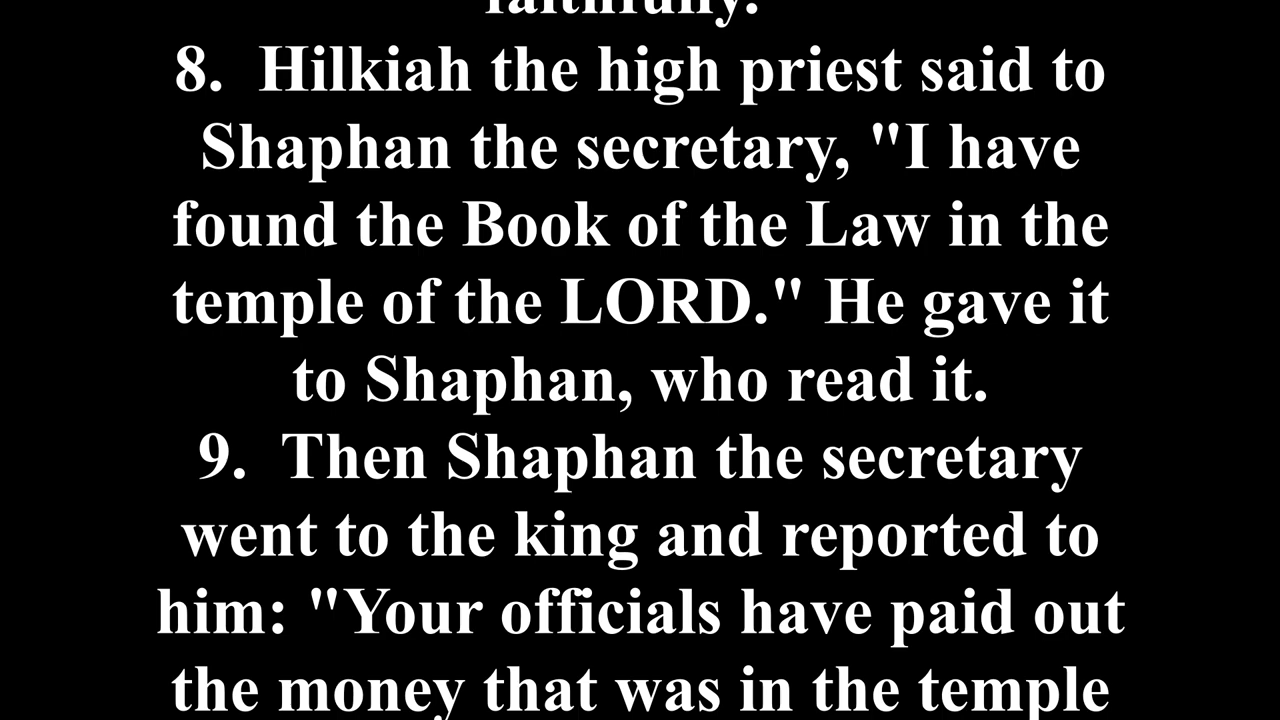 faithfully."
8.  Hilkiah the high priest said to
Shaphan the secretary, "I have
found the Book of the Law in the
temple of the LORD." He gave it
to Shaphan, who read it.
9.  Then Shaphan the secretary
went to the king and reported to
him: "Your officials have paid out
the money that was in the temple